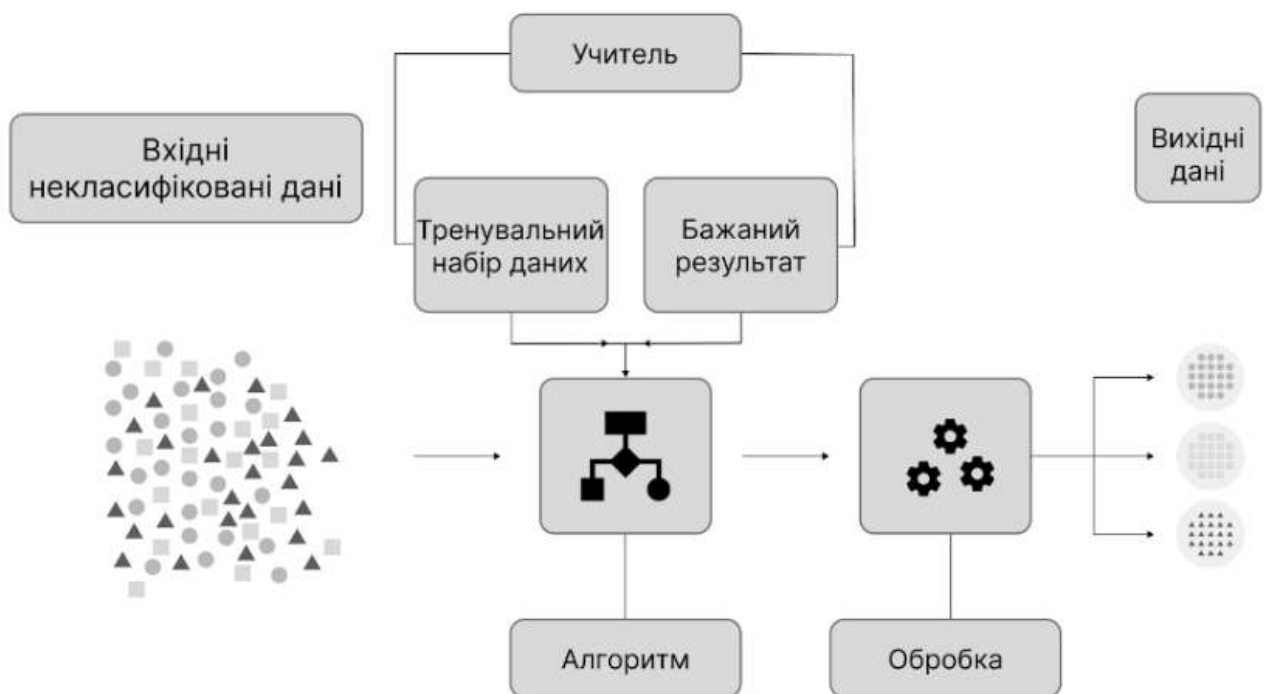 Учитель
Вхідні
некласифіковані дані
Вихідні
дані
Тренувальний
набір даних
Бажаний
результат
Алгоритм
Обробка